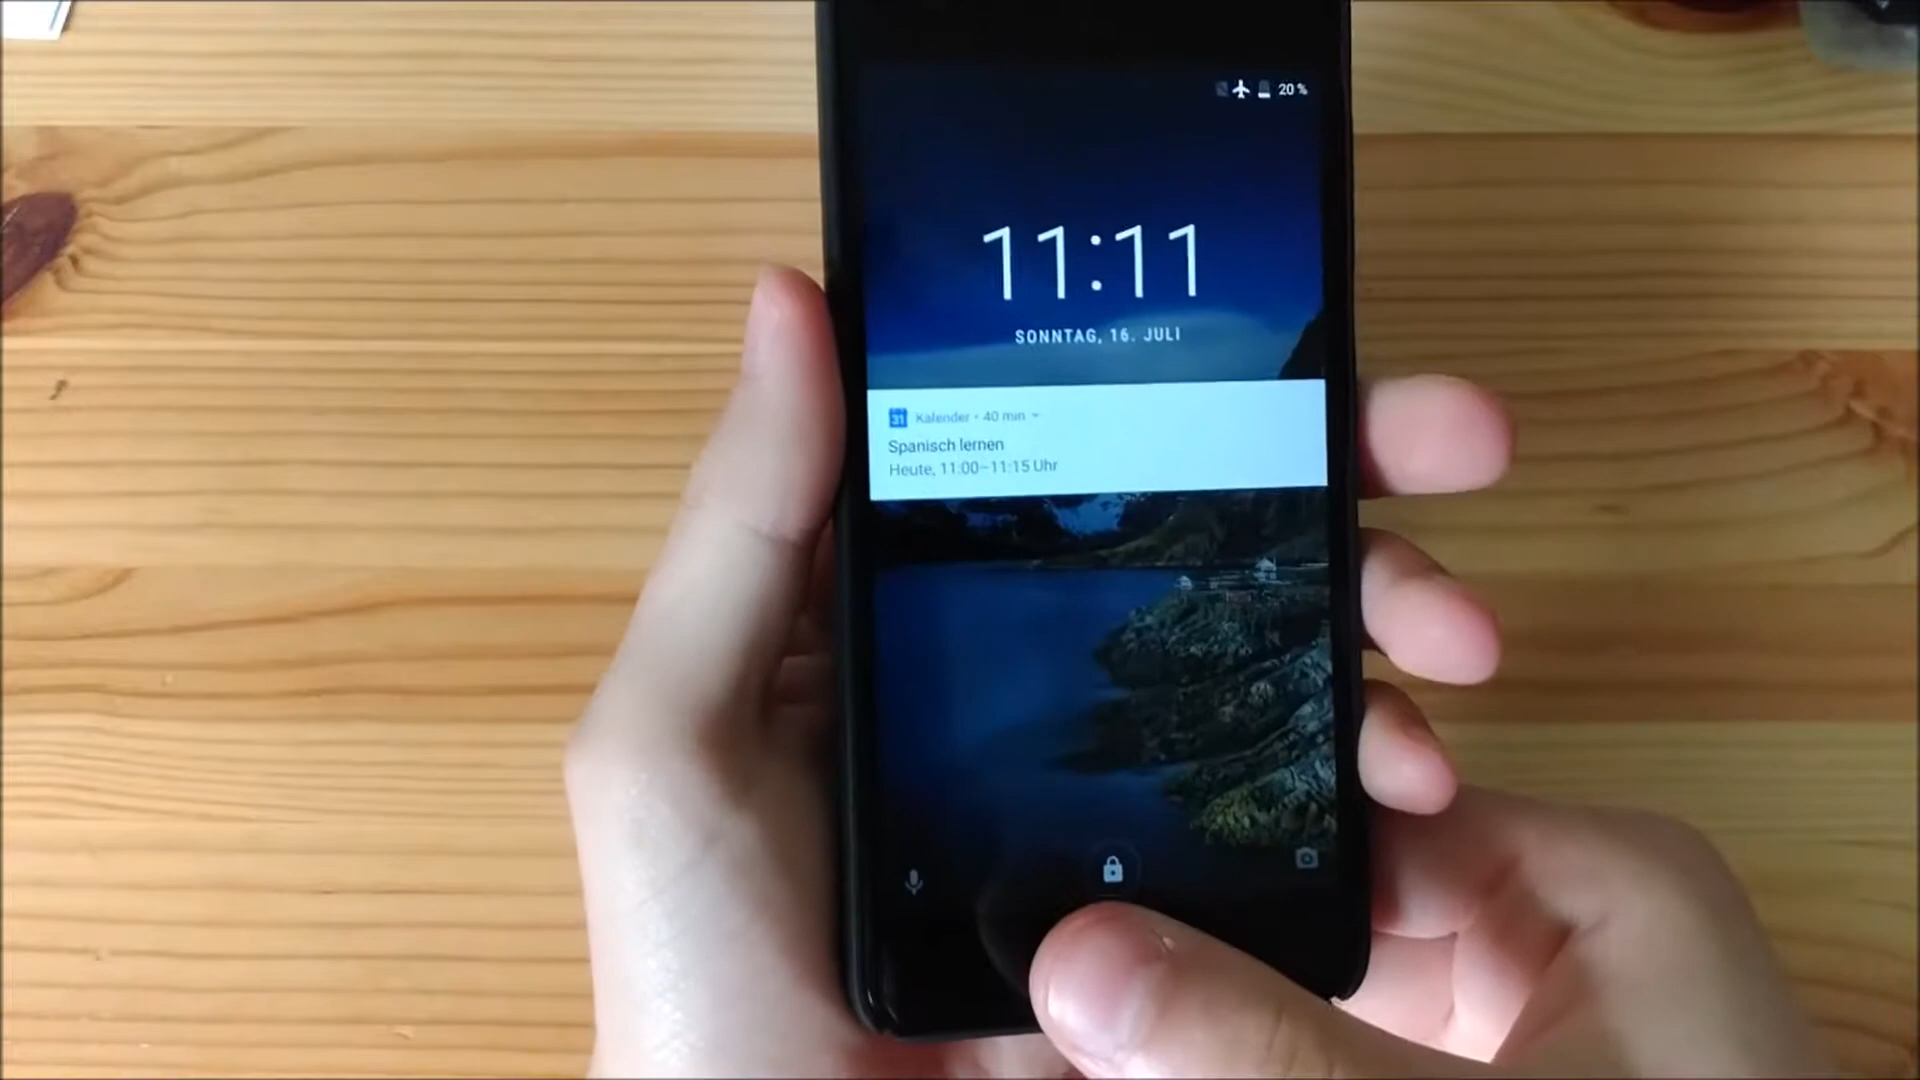 20 %
11:11
SONNTAG, 16. JULI
31 Kalender • 40 min
Spanisch lernen
Heute, 11:00–11:15 Uhr